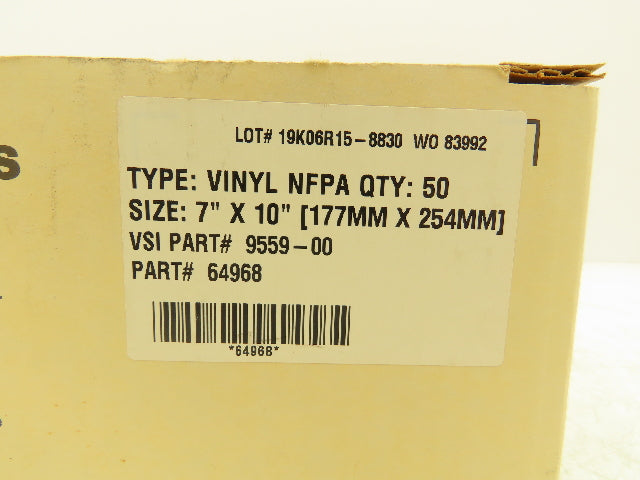 LOT# 19K06R15-8830 WO 83992
TYPE: VINYL NFPA QTY: 50
SIZE: 7" X 10" [177MM X 254MM]
VSI PART# 9559-00
PART# 64968
*64968*
s